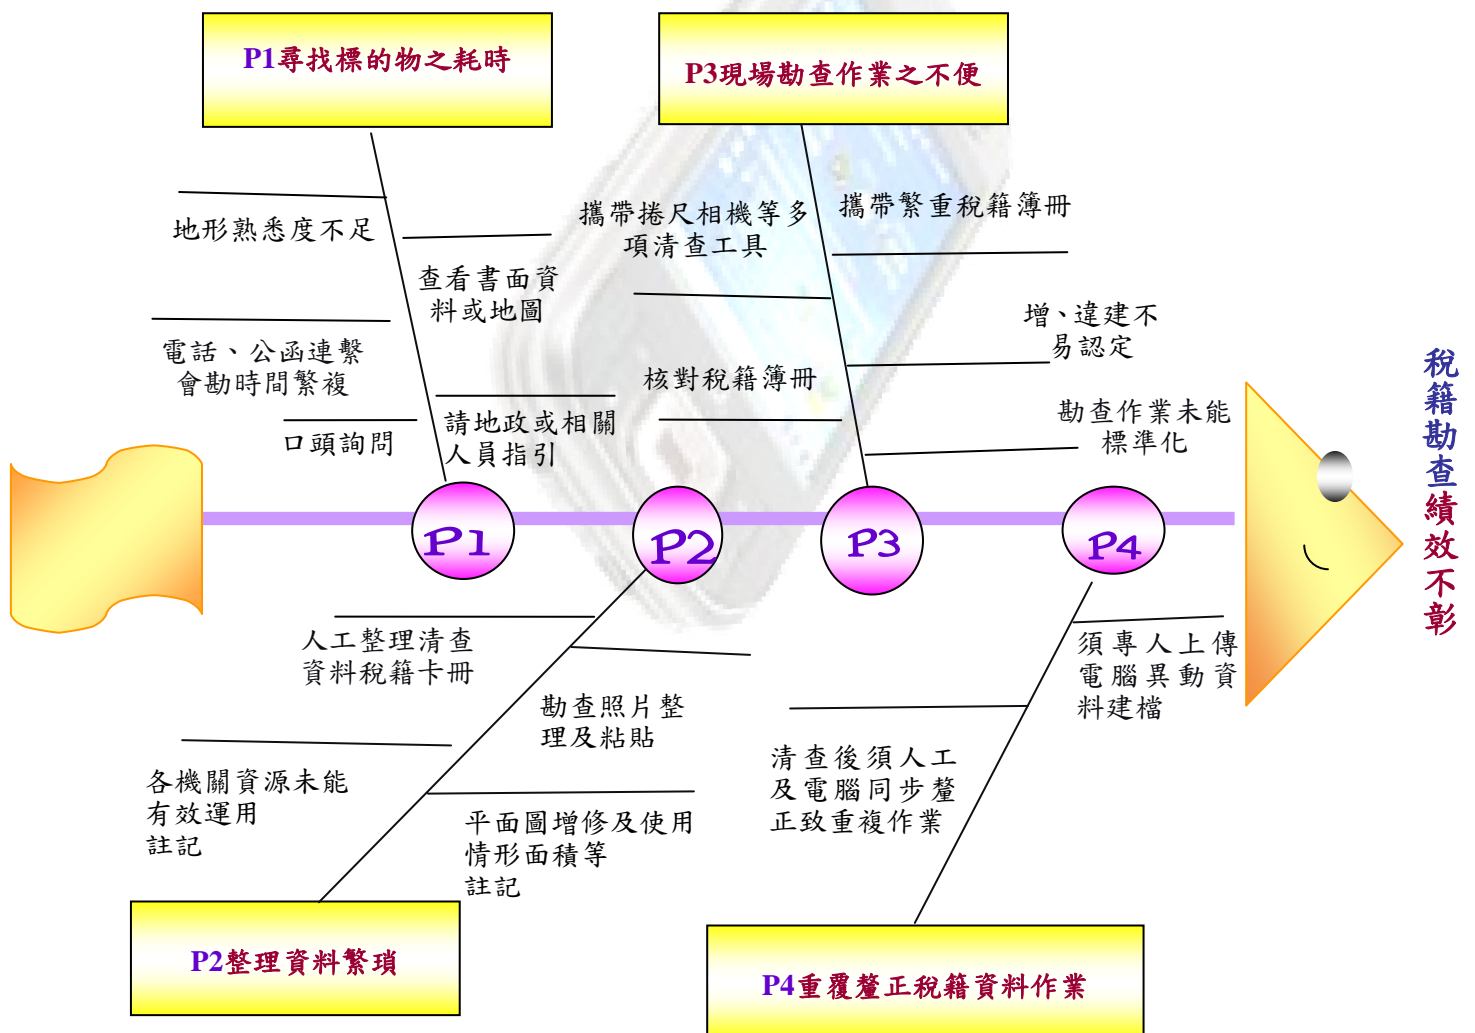 P1尋找標的物之耗時
P3現場勘查作業之不便
地形熟悉度不足
查看書面資
料或地圖
電話、公函連繫
會勘時間繁複
口頭詢問
請地政或相關
人員指引
攜帶捲尺相機等多
項清查工具
攜帶繁重稅籍簿冊
增、違建不
易認定
核對稅籍簿冊
勘查作業未能
標準化
P1
P2
P3
P4
稅籍勘查績效不彰
人工整理清查
資料稅籍卡冊
勘查照片整
理及粘貼
各機關資源未能
有效運用
註記
平面圖增修及使用
情形面積等
註記
須專人上傳
電腦異動資
料建檔
清查後須人工
及電腦同步釐
正致重複作業
P2整理資料繁瑣
P4重覆釐正稅籍資料作業